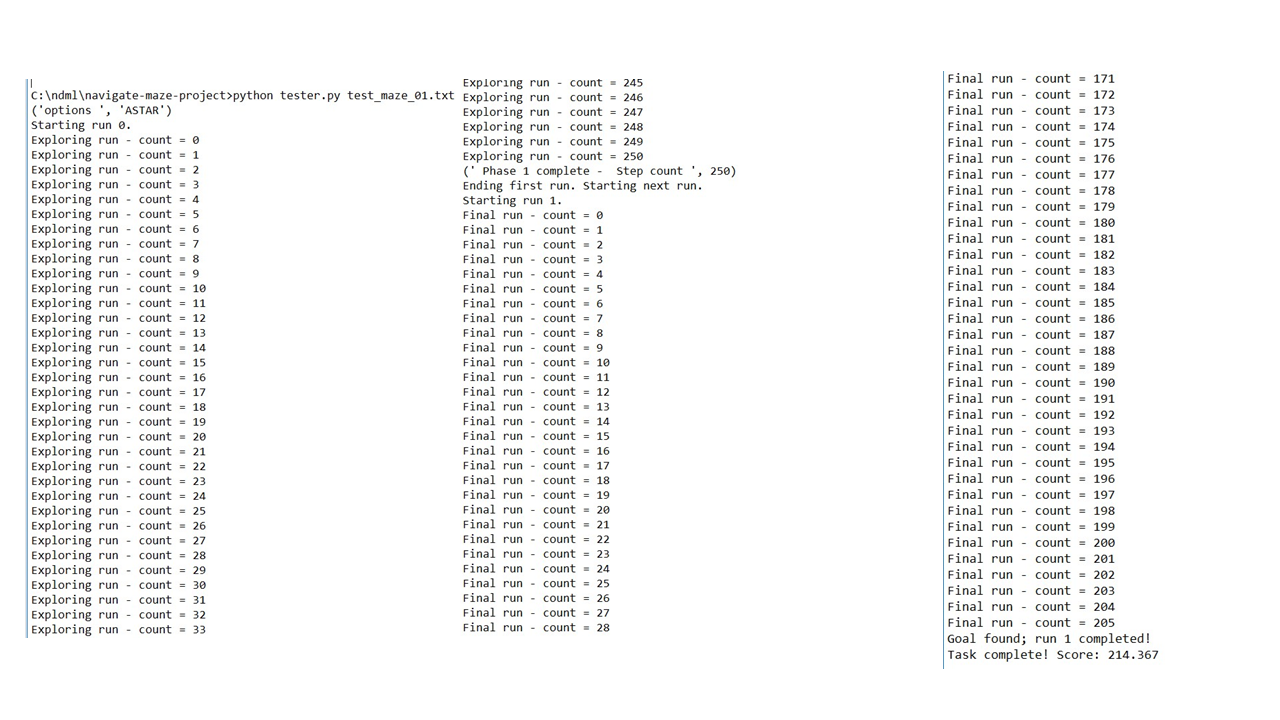 C:\ndml\navigate-maze-project>python tester.py test_maze_01.txt
('options ', 'ASTAR')
Starting run 0.
Exploring run - count = 0
Exploring run - count = 1
Exploring run - count = 2
Exploring run - count = 3
Exploring run - count = 4
Exploring run - count = 5
Exploring run - count = 6
Exploring run - count = 7
Exploring run - count = 8
Exploring run - count = 9
Exploring run - count = 10
Exploring run - count = 11
Exploring run - count = 12
Exploring run - count = 13
Exploring run - count = 14
Exploring run - count = 15
Exploring run - count = 16
Exploring run - count = 17
Exploring run - count = 18
Exploring run - count = 19
Exploring run - count = 20
Exploring run - count = 21
Exploring run - count = 22
Exploring run - count = 23
Exploring run - count = 24
Exploring run - count = 25
Exploring run - count = 26
Exploring run - count = 27
Exploring run - count = 28
Exploring run - count = 29
Exploring run - count = 30
Exploring run - count = 31
Exploring run - count = 32
Exploring run - count = 33
Exploring run - count = 245
Exploring run - count = 246
Exploring run - count = 247
Exploring run - count = 248
Exploring run - count = 249
Exploring run - count = 250
(' Phase 1 complete -  Step count ', 250)
Ending first run. Starting next run.
Starting run 1.
Final run - count = 0
Final run - count = 1
Final run - count = 2
Final run - count = 3
Final run - count = 4
Final run - count = 5
Final run - count = 6
Final run - count = 7
Final run - count = 8
Final run - count = 9
Final run - count = 10
Final run - count = 11
Final run - count = 12
Final run - count = 13
Final run - count = 14
Final run - count = 15
Final run - count = 16
Final run - count = 17
Final run - count = 18
Final run - count = 19
Final run - count = 20
Final run - count = 21
Final run - count = 22
Final run - count = 23
Final run - count = 24
Final run - count = 25
Final run - count = 26
Final run - count = 27
Final run - count = 28
Final run - count = 171
Final run - count = 172
Final run - count = 173
Final run - count = 174
Final run - count = 175
Final run - count = 176
Final run - count = 177
Final run - count = 178
Final run - count = 179
Final run - count = 180
Final run - count = 181
Final run - count = 182
Final run - count = 183
Final run - count = 184
Final run - count = 185
Final run - count = 186
Final run - count = 187
Final run - count = 188
Final run - count = 189
Final run - count = 190
Final run - count = 191
Final run - count = 192
Final run - count = 193
Final run - count = 194
Final run - count = 195
Final run - count = 196
Final run - count = 197
Final run - count = 198
Final run - count = 199
Final run - count = 200
Final run - count = 201
Final run - count = 202
Final run - count = 203
Final run - count = 204
Final run - count = 205
Goal found; run 1 completed!
Task complete! Score: 214.367